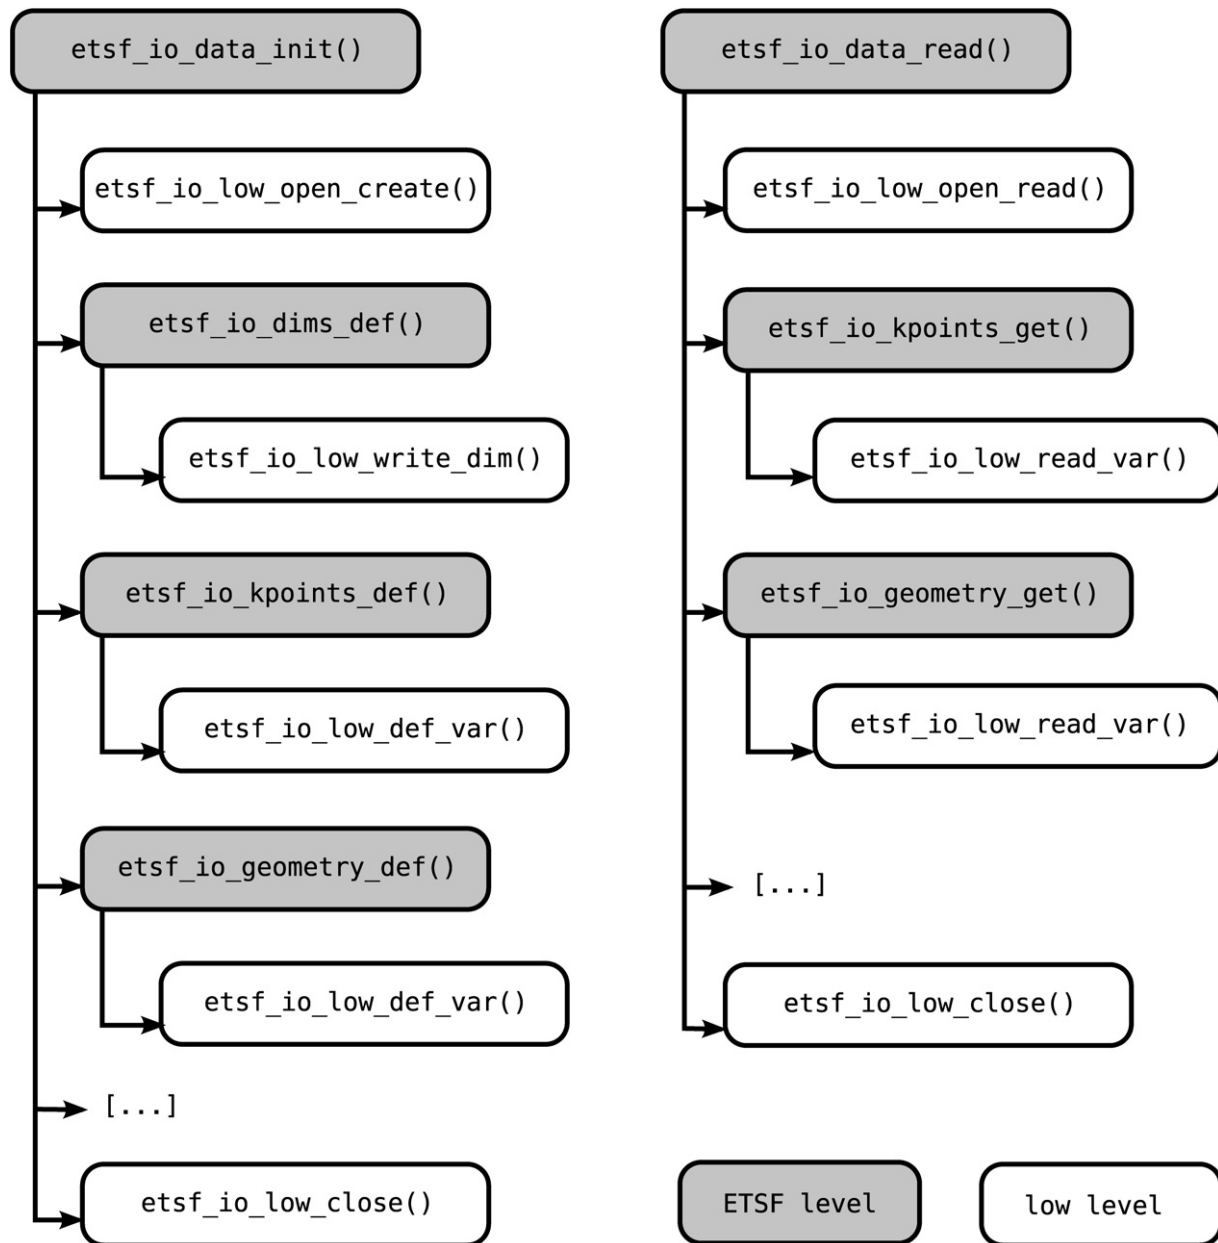 etsf_io_data_init()
etsf_io_low_open_create()
etsf_io_dims_def()
etsf_io_low_write_dim()
etsf_io_kpoints_def()
etsf_io_low_def_var()
etsf_io_geometry_def()
etsf_io_low_def_var()
[...]
etsf_io_low_close()
etsf_io_data_read()
etsf_io_low_open_read()
etsf_io_kpoints_get()
etsf_io_low_read_var()
etsf_io_geometry_get()
etsf_io_low_read_var()
[...]
etsf_io_low_close()
ETSF level
low level